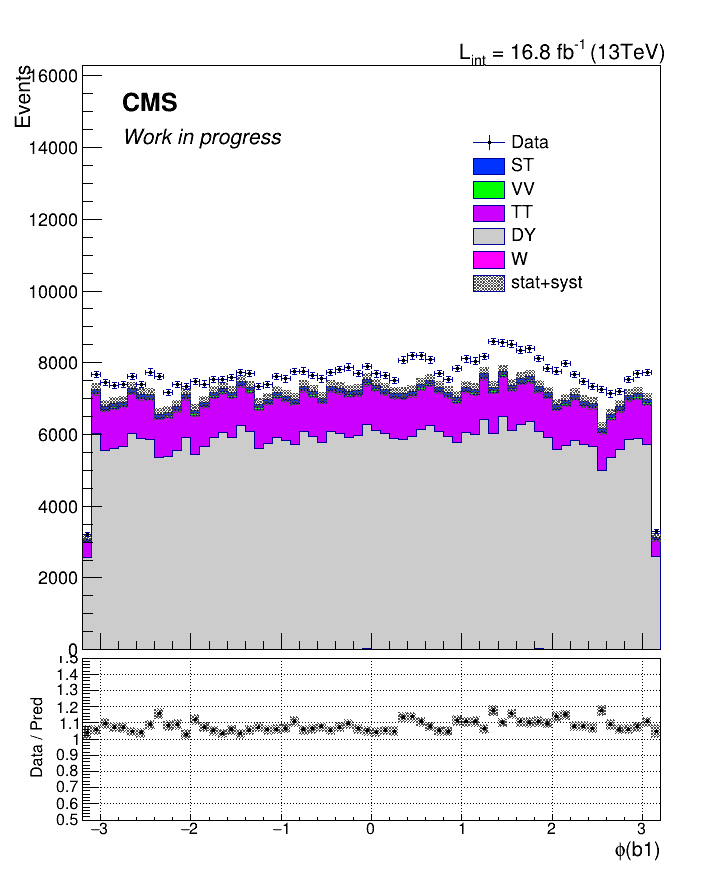 L_int = 16.8 fb^-1 (13TeV)
Events
16000
14000
12000
10000
8000
6000
4000
2000
0
CMS
Work in progress
Data
ST
VV
TT
DY
W
stat+syst
Data / Pred
1.5
1.4
1.3
1.2
1.1
1
0.9
0.8
0.7
0.6
0.5
−3 −2 −1 0 1 2 3
ϕ(b1)